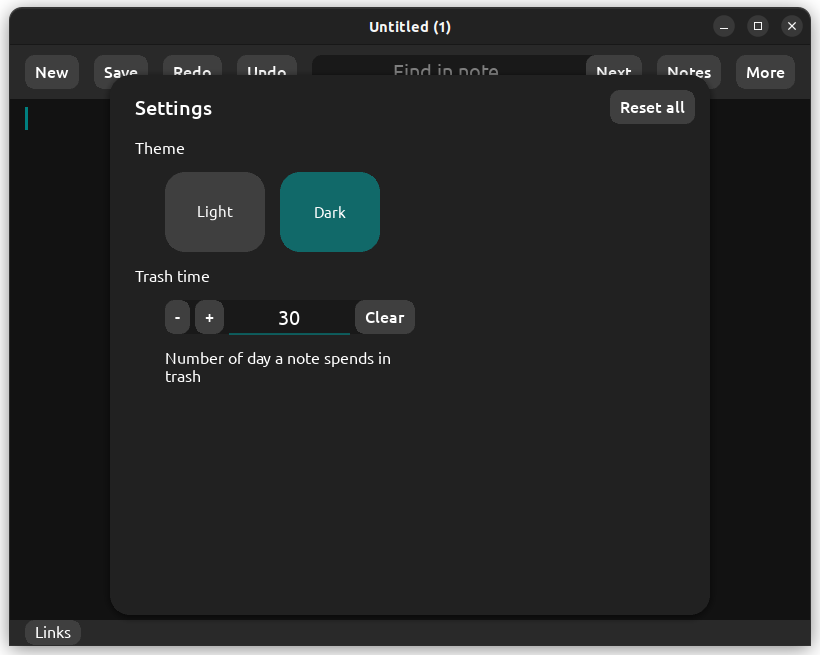 Untitled (1)
New Save Redo Undo Find in note Next Notes More
Settings Reset all
Theme
Light Dark
Trash time
- + 30 Clear
Number of day a note spends in
trash
Links